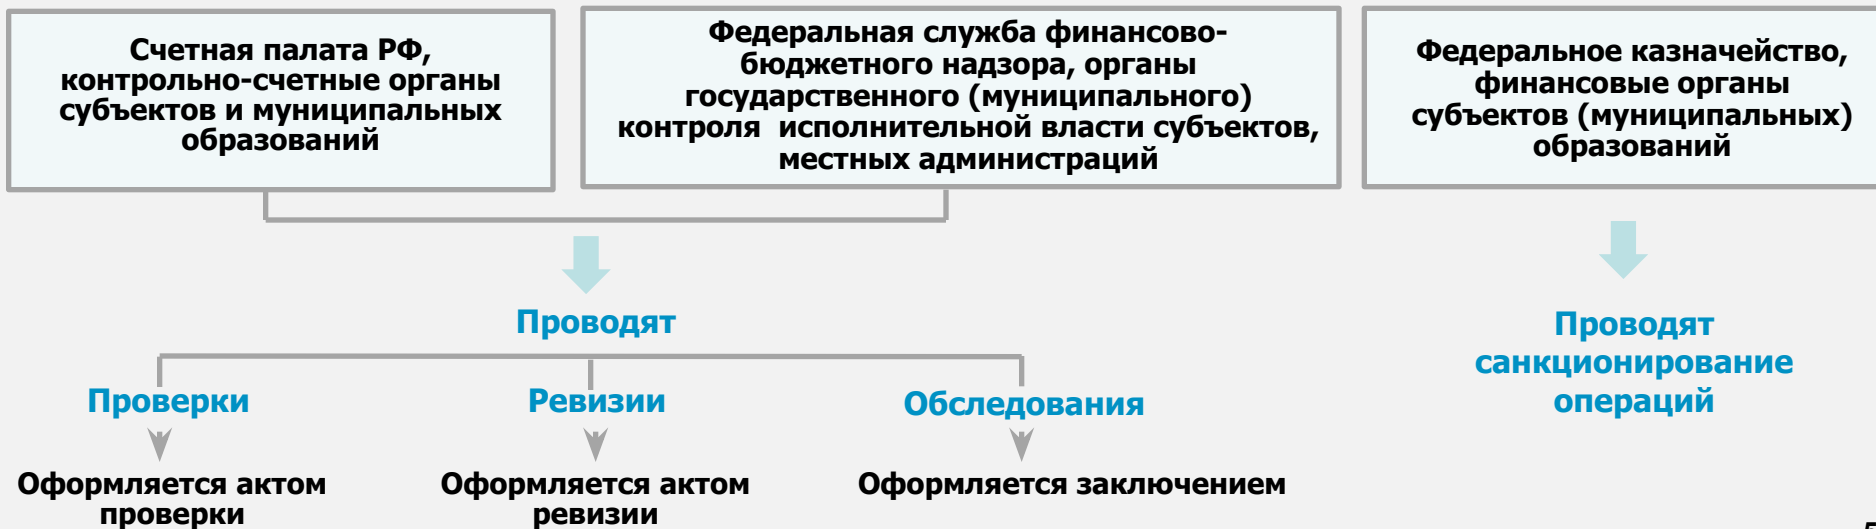 Счетная палата РФ,
контрольно-счетные органы
субъектов и муниципальных
образований
Федеральная служба финансово-
бюджетного надзора, органы
государственного (муниципального)
контроля исполнительной власти субъектов,
местных администраций
Федеральное казначейство,
финансовые органы
субъектов (муниципальных)
образований
Проводят
Проверки
Ревизии
Обследования
Оформляется актом
проверки
Оформляется актом
ревизии
Оформляется заключением
Проводят
санкционирование
операций